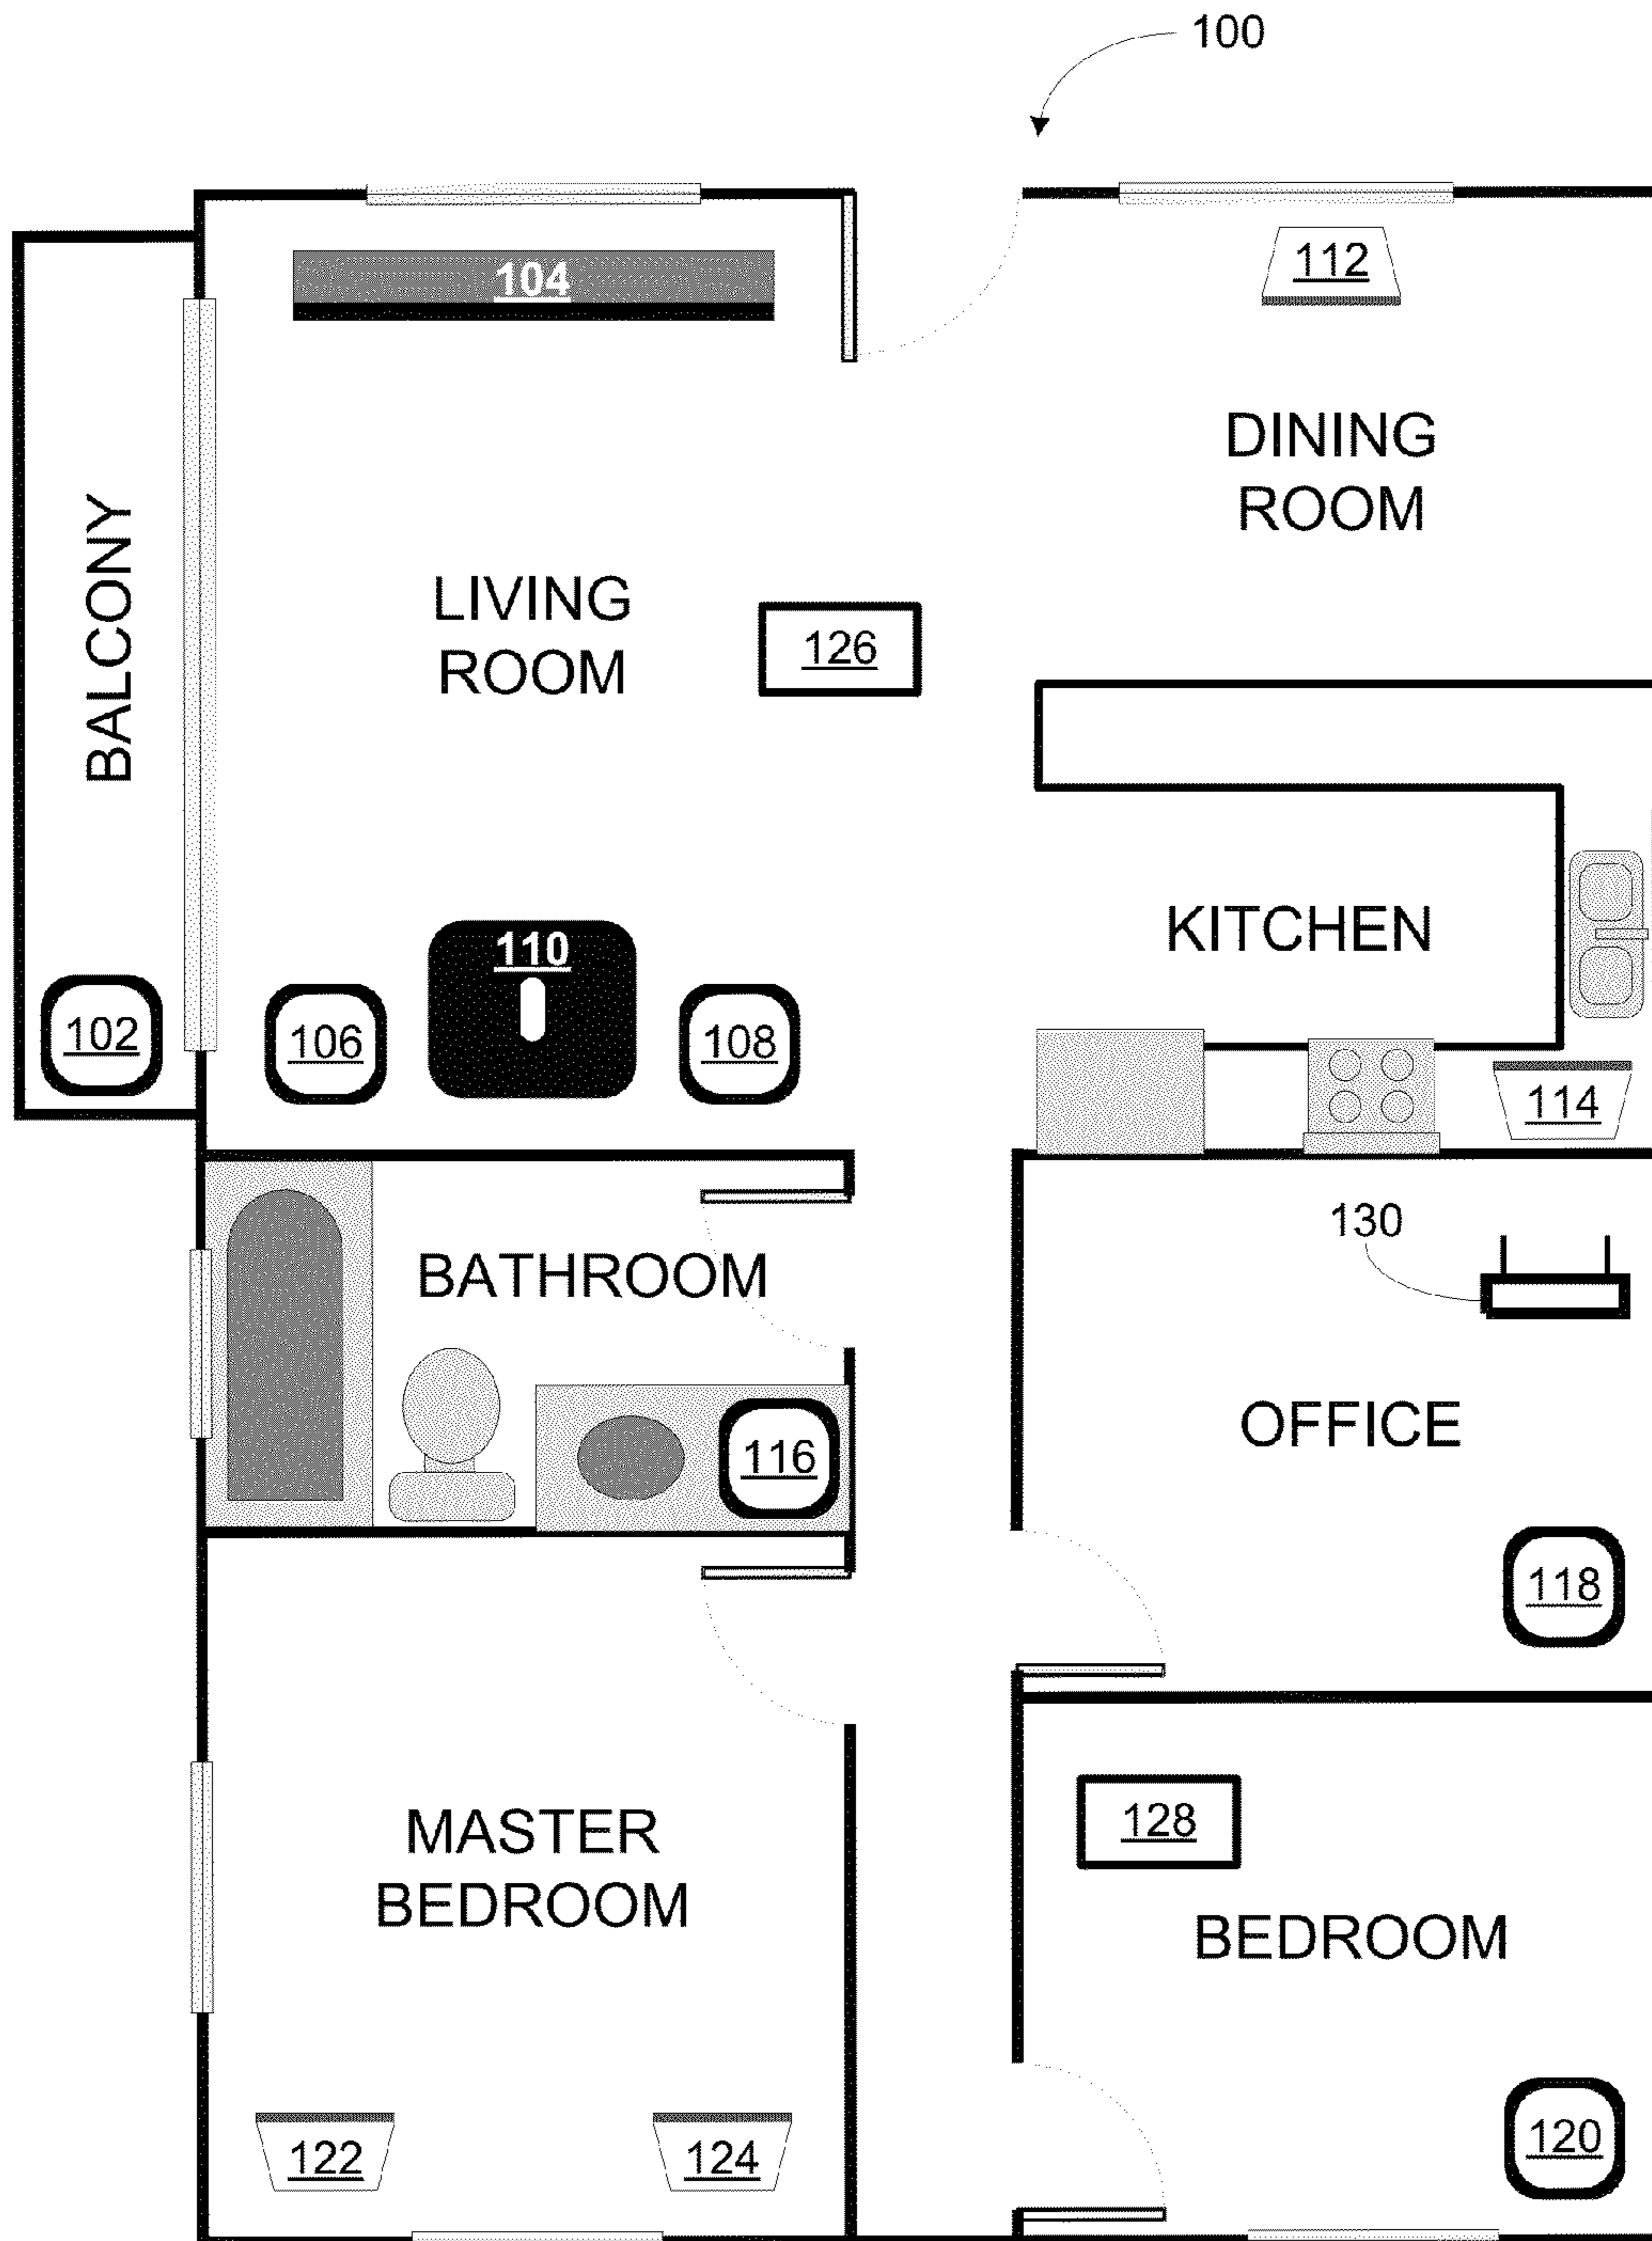 100
104
112
DINING
ROOM
BALCONY
LIVING
ROOM
126
KITCHEN
110
102
106
108
114
130
BATHROOM
OFFICE
116
118
MASTER
BEDROOM
128
BEDROOM
122
124
120